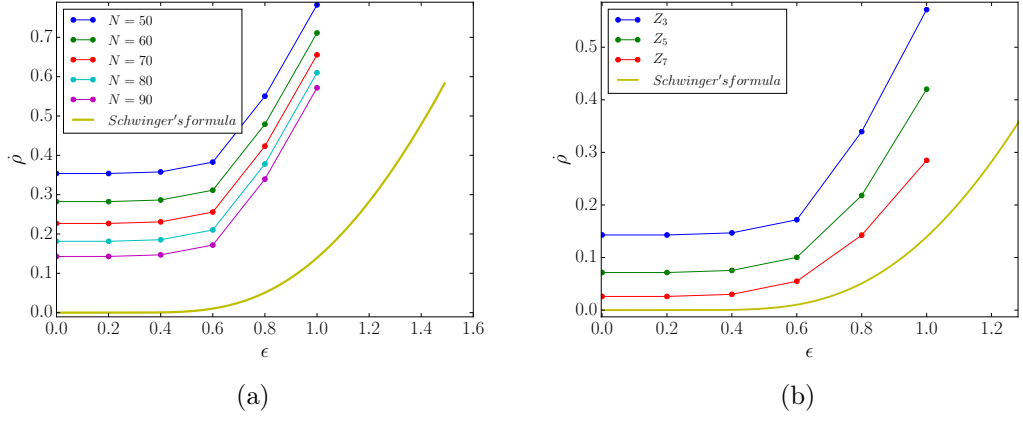 0.7
0.6
0.5
0.4
0.3
0.2
0.1
0.0
ρ̇
N = 50
N = 60
N = 70
N = 80
N = 90
Schwinger'sformula
0.0 0.2 0.4 0.6 0.8 1.0 1.2 1.4 1.6
ϵ
(a)
0.5
0.4
0.3
0.2
0.1
0.0
ρ̇
Z₃
Z₅
Z₇
Schwinger'sformula
0.0 0.2 0.4 0.6 0.8 1.0 1.2
ϵ
(b)